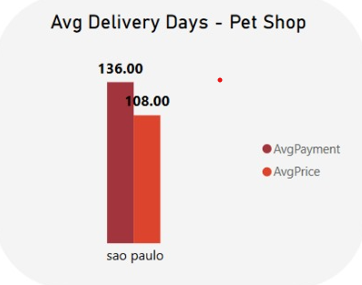 Avg Delivery Days - Pet Shop
136.00
108.00
AvgPayment
AvgPrice
sao paulo